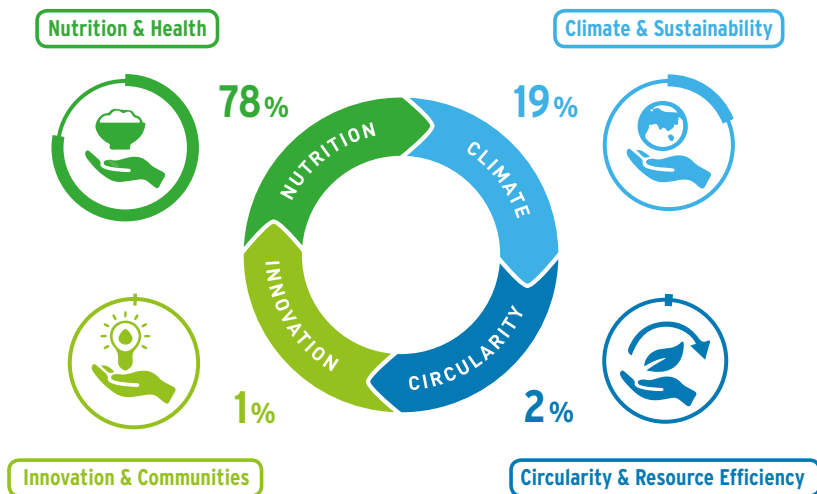 Nutrition & Health
Climate & Sustainability
78%
19%
NUTRITION
CLIMATE
INNOVATION
CIRCULARITY
1%
2%
Innovation & Communities
Circularity & Resource Efficiency